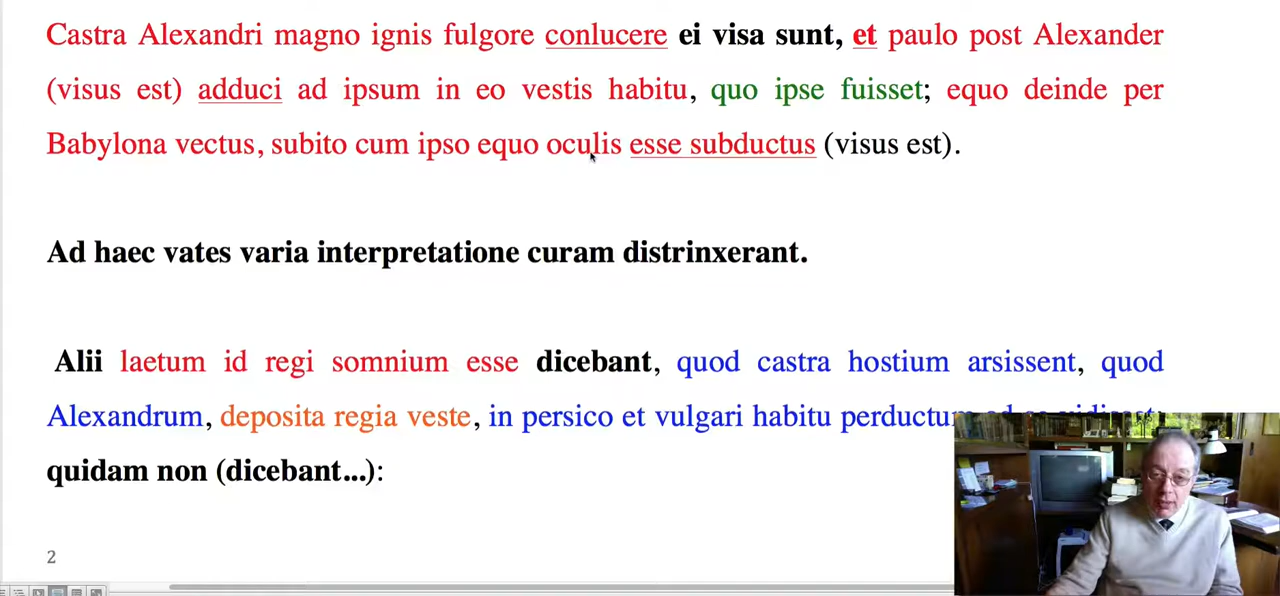 Castra Alexandri magno ignis fulgore conlucere ei visa sunt, et paulo post Alexander
(visus est) adduci ad ipsum in eo vestis habitu, quo ipse fuisset; equo deinde per
Babylona vectus, subito cum ipso equo oculis esse subductus (visus est).
Ad haec vates varia interpretatione curam distrinxerant.
Alii laetum id regi somnium esse dicebant, quod castra hostium arsissent, quod
Alexandrum, deposita regia veste, in persico et vulgari habitu perductum
quidam non (dicebant...):
2